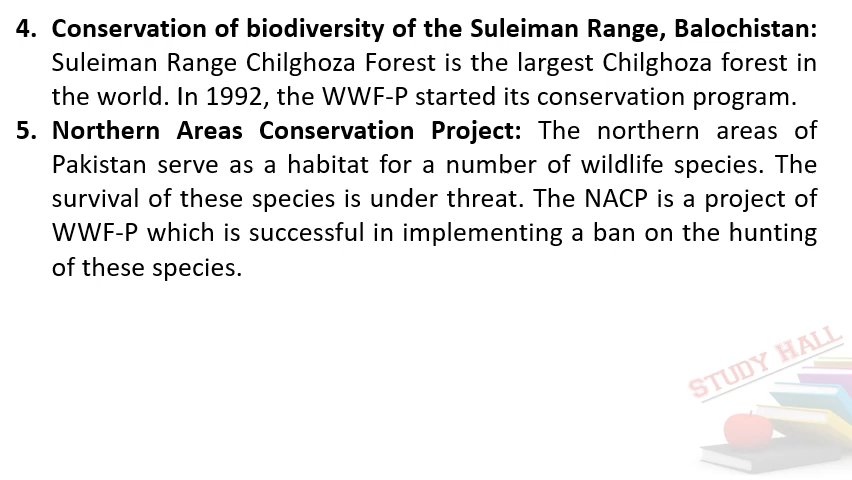 4. Conservation of biodiversity of the Suleiman Range, Balochistan:
Suleiman Range Chilghoza Forest is the largest Chilghoza forest in
the world. In 1992, the WWF-P started its conservation program.
5. Northern Areas Conservation Project: The northern areas of
Pakistan serve as a habitat for a number of wildlife species. The
survival of these species is under threat. The NACP is a project of
WWF-P which is successful in implementing a ban on the hunting
of these species.
STUDY HALL